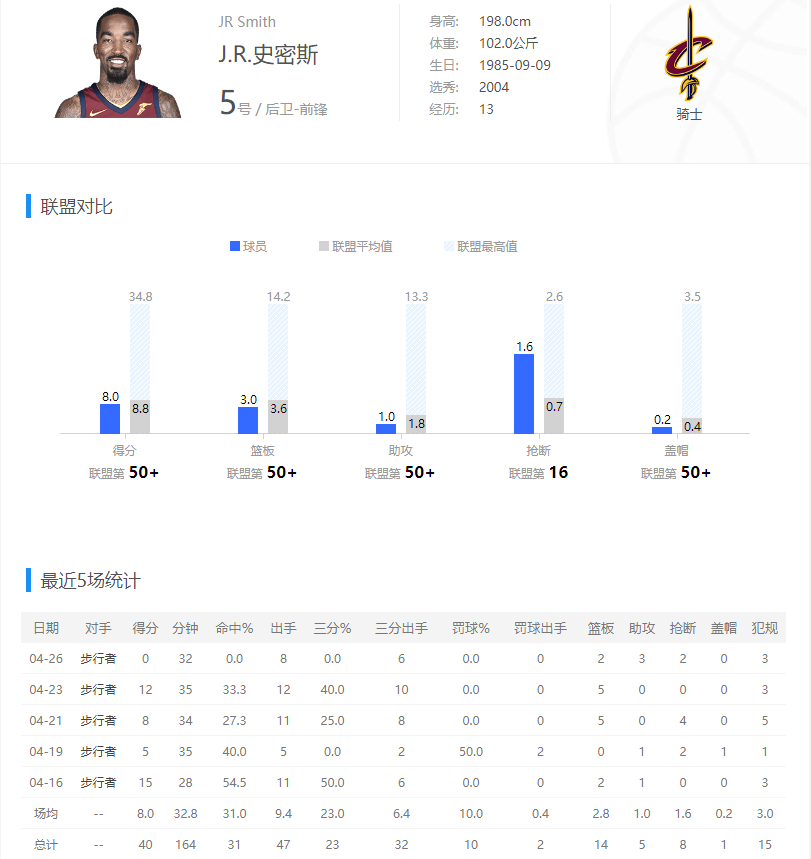 JR Smith
J.R.史密斯
5号 / 后卫-前锋
身高: 198.0cm
体重: 102.0公斤
生日: 1985-09-09
选秀: 2004
经历: 13
骑士
联盟对比
球员 联盟平均值 联盟最高值
34.8 14.2 13.3 2.6 3.5
8.0 8.8 3.0 3.6 1.0 1.8 1.6 0.7 0.2 0.4
得分 篮板 助攻 抢断 盖帽
联盟第 50+ 联盟第 50+ 联盟第 50+ 联盟第 16 联盟第 50+
最近5场统计
日期 对手 得分 分钟 命中% 出手 三分% 三分出手 罚球% 罚球出手 篮板 助攻 抢断 盖帽 犯规
04-26 步行者 0 32 0.0 8 0.0 6 0.0 0 2 3 2 0 3
04-23 步行者 12 35 33.3 12 40.0 10 0.0 0 5 0 0 0 3
04-21 步行者 8 34 27.3 11 25.0 8 0.0 0 5 0 4 0 5
04-19 步行者 5 35 40.0 5 0.0 2 50.0 2 0 1 2 1 1
04-16 步行者 15 28 54.5 11 50.0 6 0.0 0 2 1 0 0 3
场均 -- 8.0 32.8 31.0 9.4 23.0 6.4 10.0 0.4 2.8 1.0 1.6 0.2 3.0
总计 -- 40 164 31 47 23 32 10 2 14 5 8 1 15